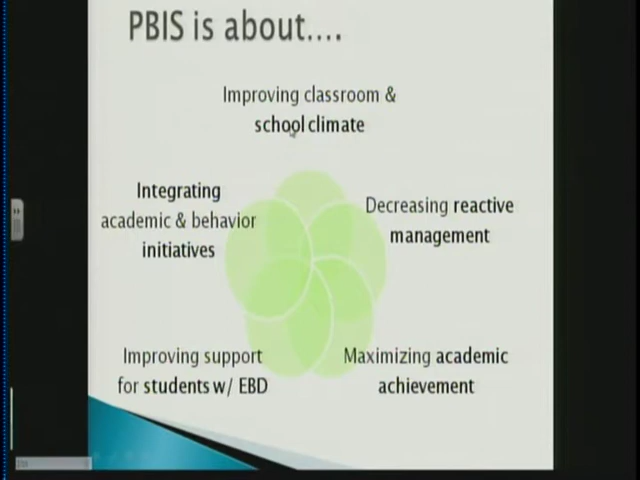 PBIS is about....
Improving classroom &
school climate
Decreasing reactive
management
Maximizing academic
achievement
Improving support
for students w/ EBD
Integrating
academic & behavior
initiatives